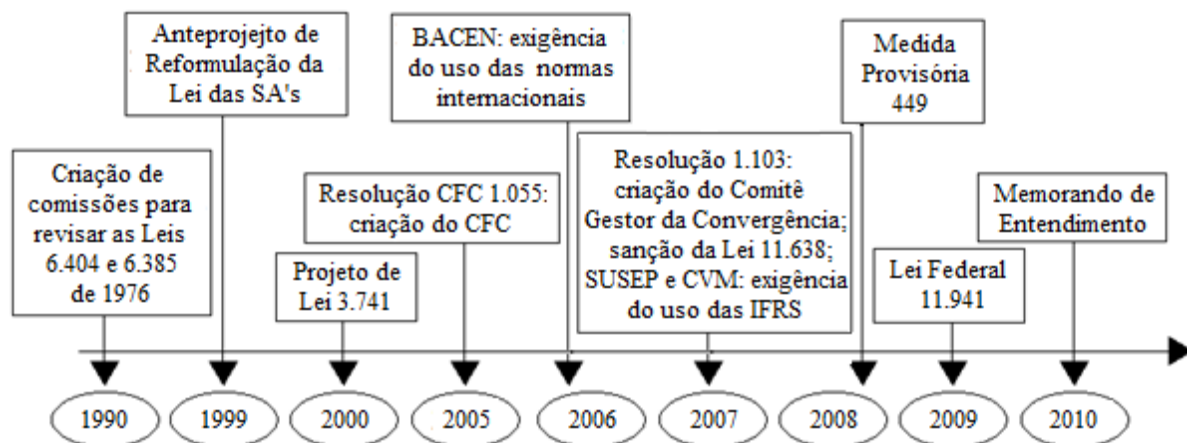 Anteprojejto de
Reformulação da
Lei das SA's
BACEN: exigência
do uso das normas
internacionais
Medida
Provisória
449
Criação de
comissões para
revisar as Leis
6.404 e 6.385
de 1976
Projeto de
Lei 3.741
Resolução CFC 1.055:
criação do CFC
Resolução 1.103:
criação do Comitê
Gestor da Convergência;
sanção da Lei 11.638;
SUSEP e CVM: exigência
do uso das IFRS
Lei Federal
11.941
Memorando de
Entendimento
1990
1999
2000
2005
2006
2007
2008
2009
2010